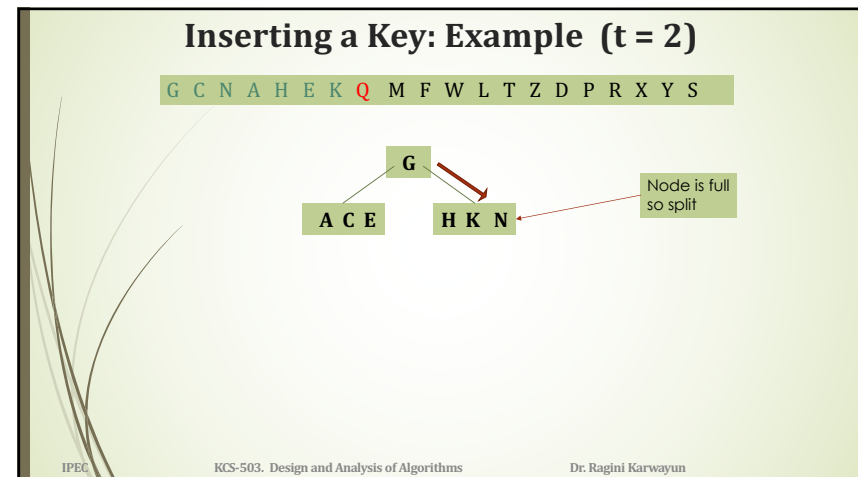 Inserting a Key: Example (t = 2)
G C N A H E K Q M F W L T Z D P R X Y S
G
A C E
H K N
Node is full
so split
IPEC KCS-503. Design and Analysis of Algorithms Dr. Ragini Karwayun